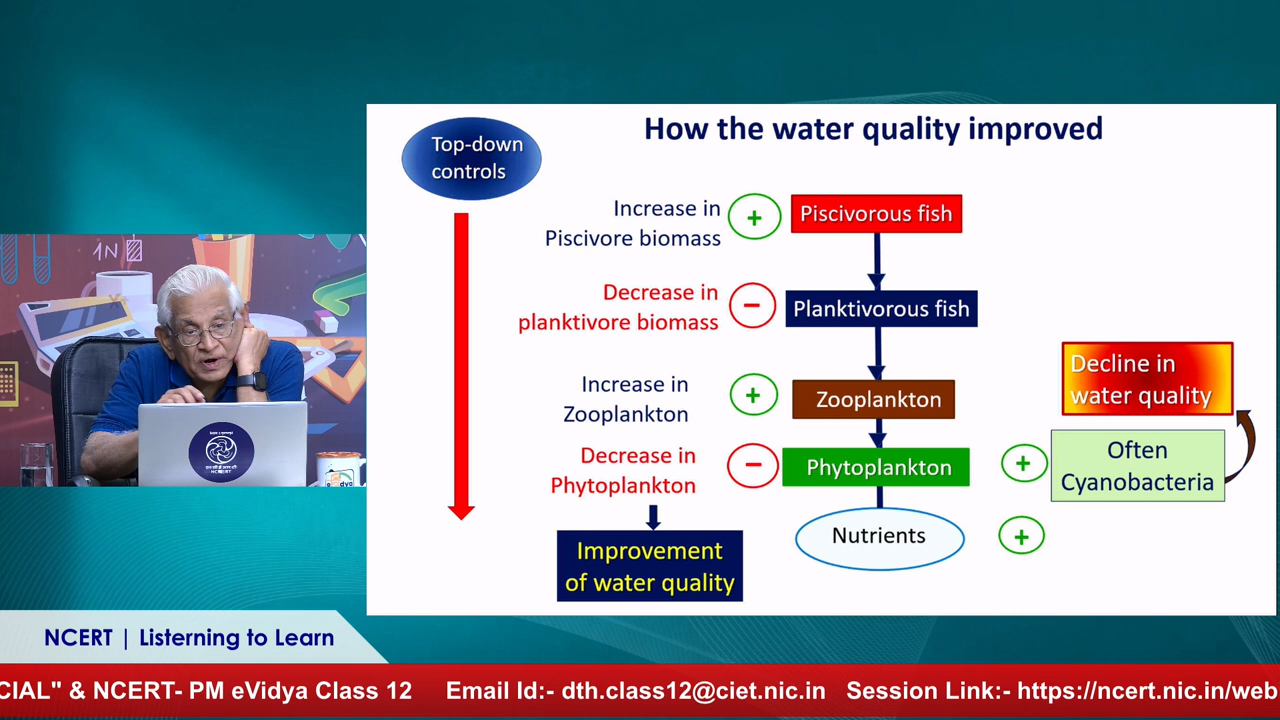 How the water quality improved
Top-down
controls
Increase in
Piscivore biomass
+
Piscivorous fish
Decrease in
planktivore biomass
−
Planktivorous fish
Increase in
Zooplankton
+
Zooplankton
Decline in
water quality
Decrease in
Phytoplankton
−
Phytoplankton
+
Often
Cyanobacteria
Improvement
of water quality
Nutrients
+
NCERT
NCERT | Listerning to Learn
CIAL" & NCERT- PM eVidya Class 12 Email Id:- dth.class12@ciet.nic.in Session Link:- https://ncert.nic.in/web